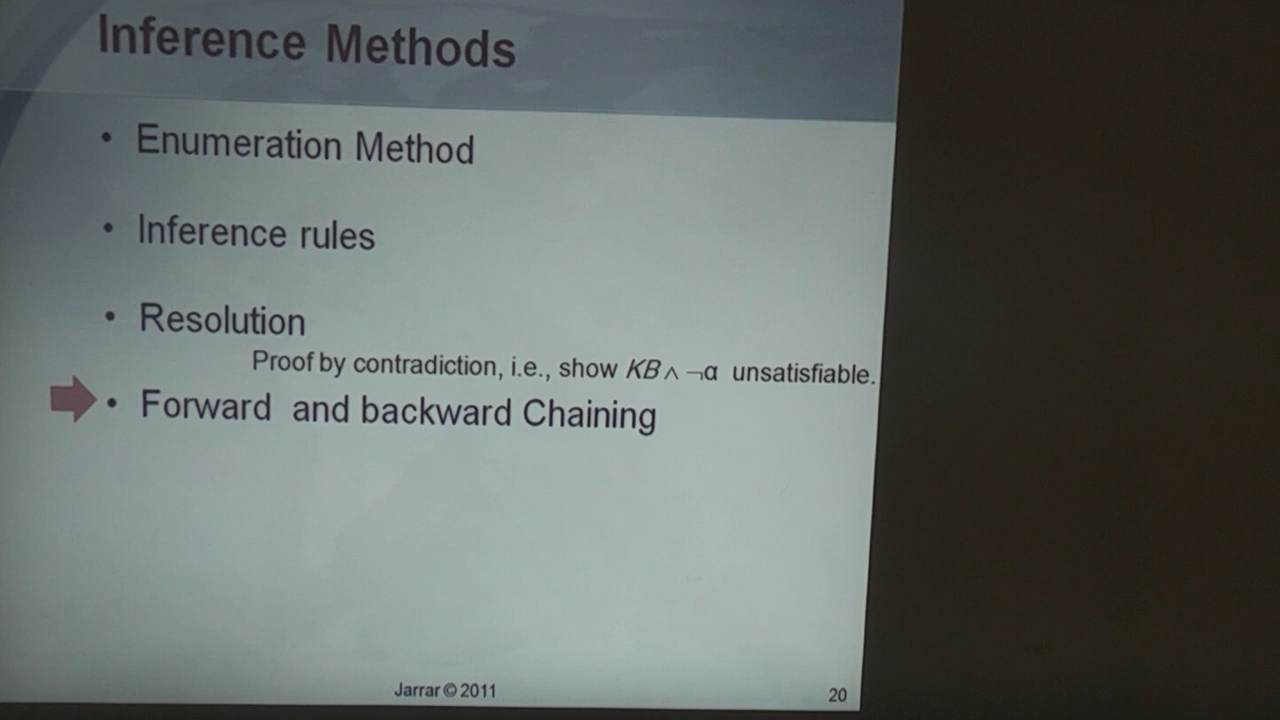 Inference Methods
• Enumeration Method
• Inference rules
• Resolution
Proof by contradiction, i.e., show KB ∧ ¬α unsatisfiable.
• Forward and backward Chaining
Jarrar © 2011
20